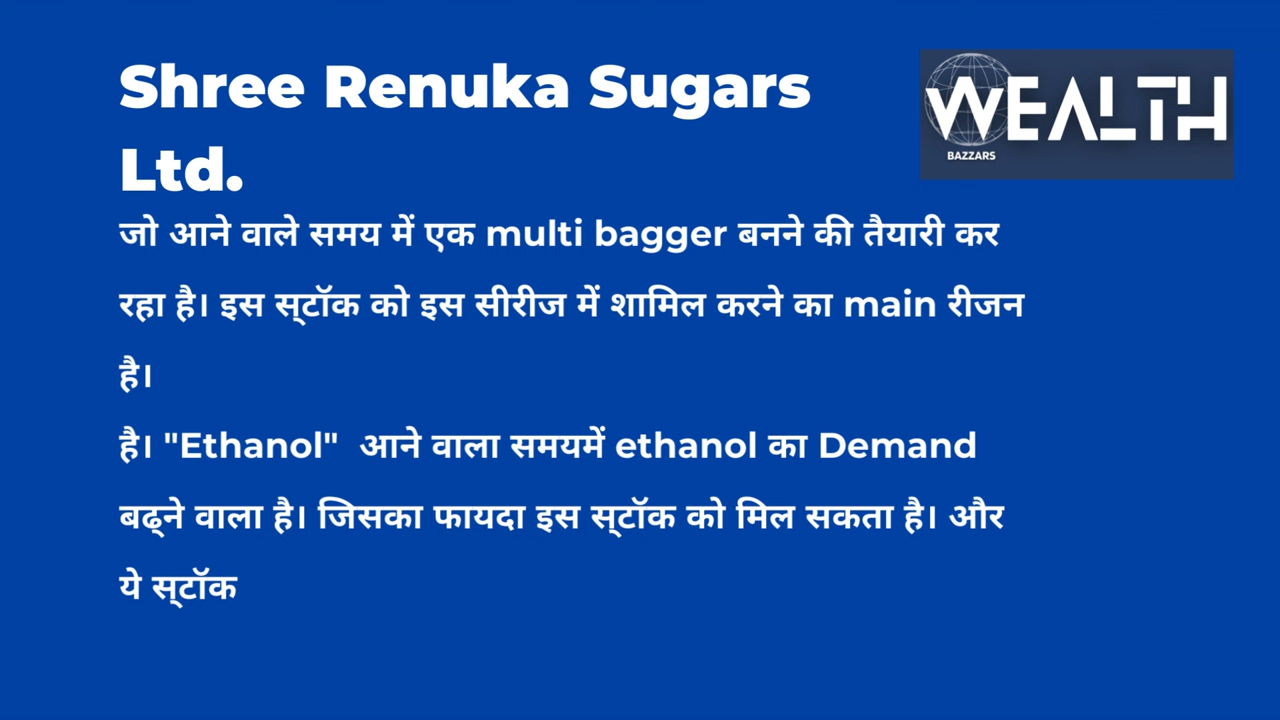 Shree Renuka Sugars
Ltd.
WEALTH
BAZZARS
जो आने वाले समय में एक multi bagger बनने की तैयारी कर
रहा है। इस स्टॉक को इस सीरीज में शामिल करने का main रीजन
है।
है। "Ethanol" आने वाला समयमें ethanol का Demand
बढ्ने वाला है। जिसका फायदा इस स्टॉक को मिल सकता है। और
ये स्टॉक